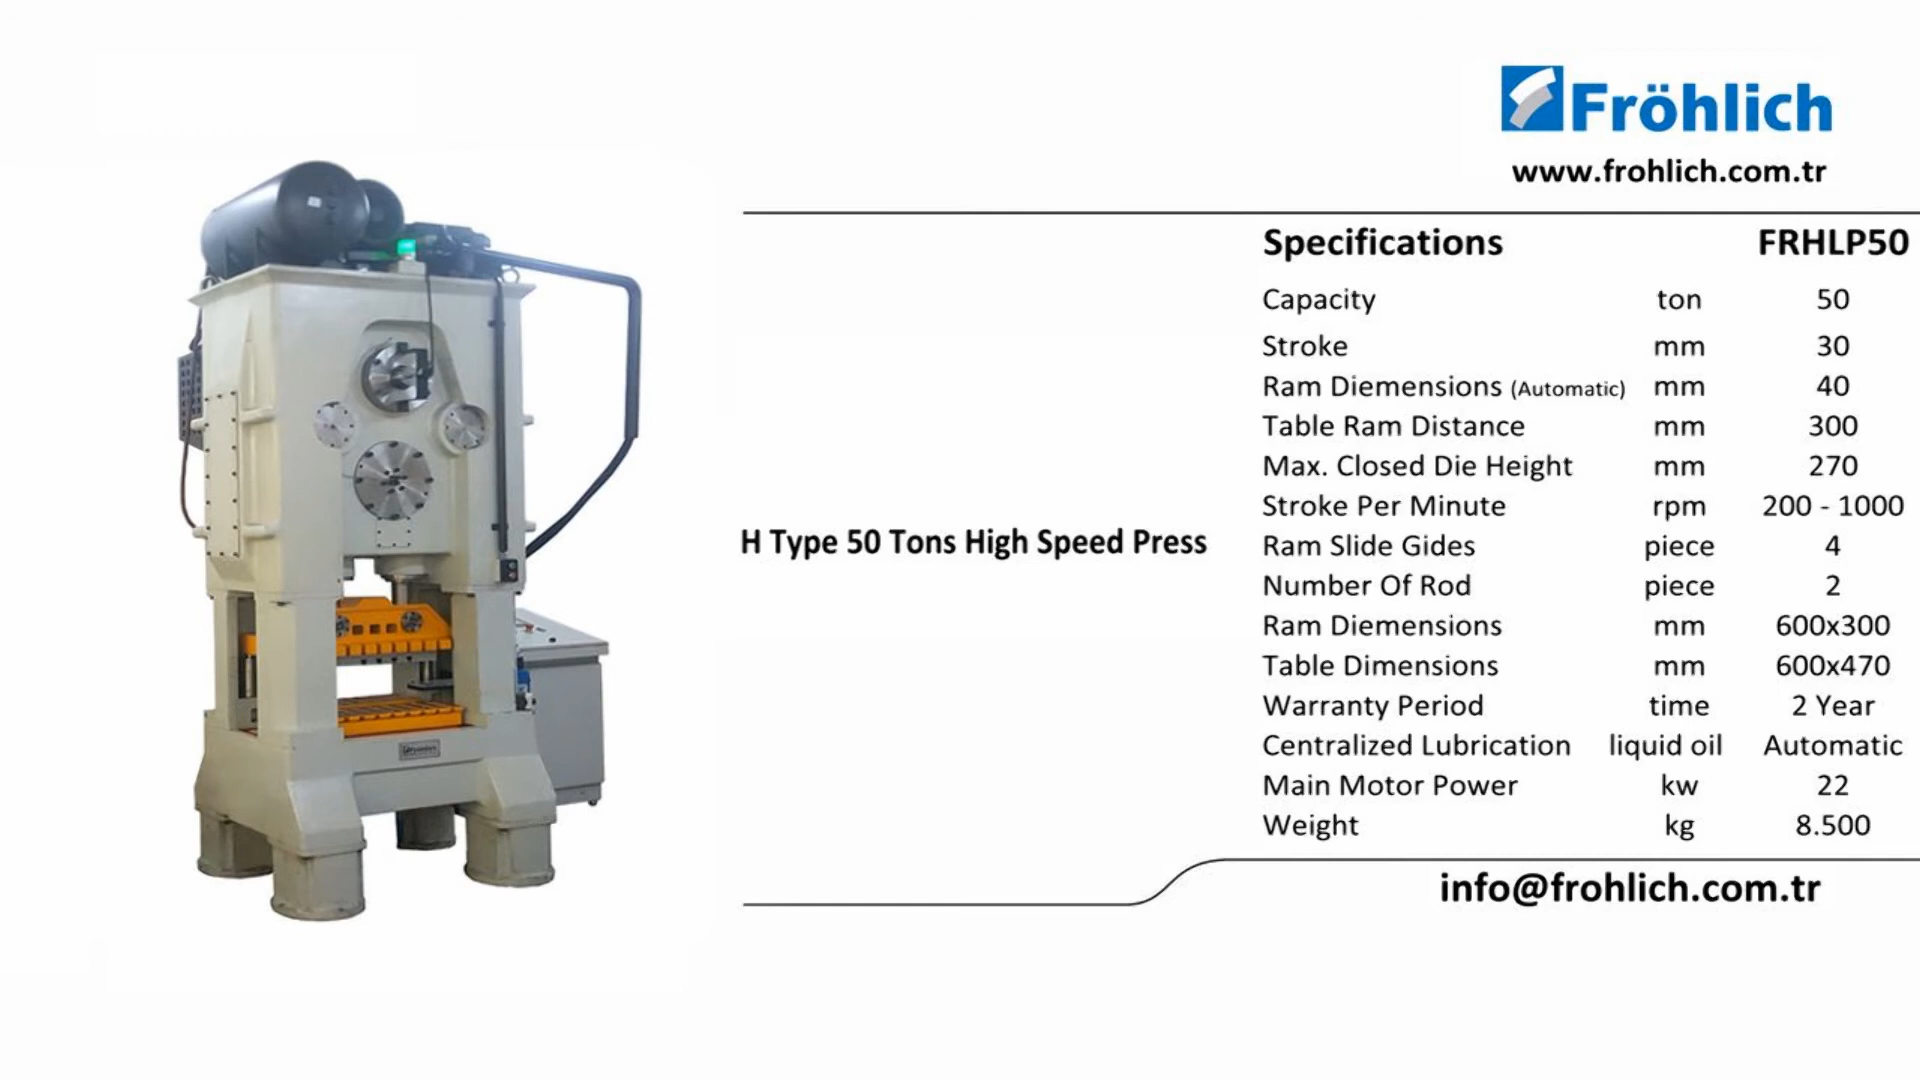 Fröhlich
www.frohlich.com.tr
H Type 50 Tons High Speed Press
Specifications FRHLP50
Capacity ton 50
Stroke mm 30
Ram Diemensions (Automatic) mm 40
Table Ram Distance mm 300
Max. Closed Die Height mm 270
Stroke Per Minute rpm 200 - 1000
Ram Slide Gides piece 4
Number Of Rod piece 2
Ram Diemensions mm 600x300
Table Dimensions mm 600x470
Warranty Period time 2 Year
Centralized Lubrication liquid oil Automatic
Main Motor Power kw 22
Weight kg 8.500
info@frohlich.com.tr